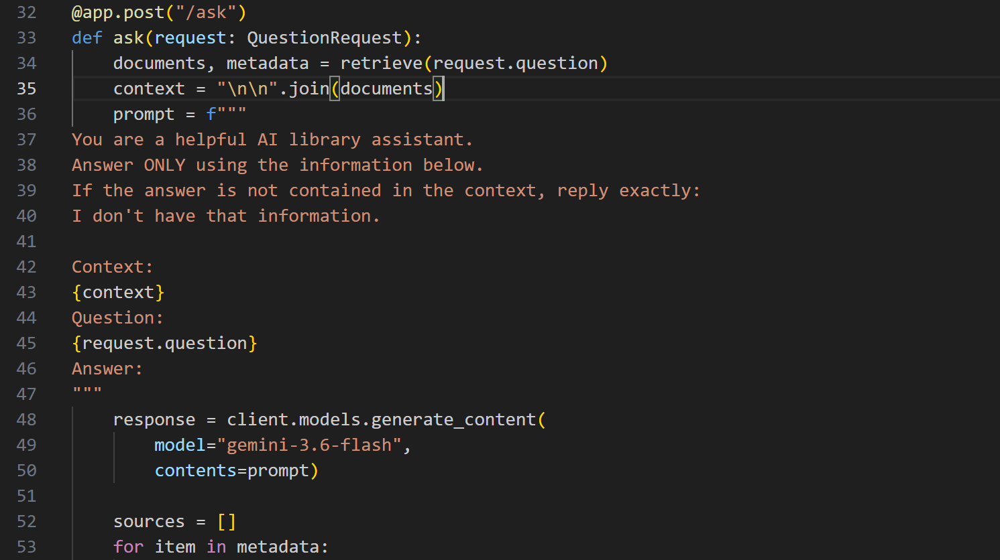 32 @app.post("/ask")
33 def ask(request: QuestionRequest):
34     documents, metadata = retrieve(request.question)
35     context = "\n\n".join(documents)
36     prompt = f"""
37 You are a helpful AI library assistant.
38 Answer ONLY using the information below.
39 If the answer is not contained in the context, reply exactly:
40 I don't have that information.
41
42 Context:
43 {context}
44 Question:
45 {request.question}
46 Answer:
47 """
48     response = client.models.generate_content(
49         model="gemini-3.6-flash",
50         contents=prompt)
51
52     sources = []
53     for item in metadata: